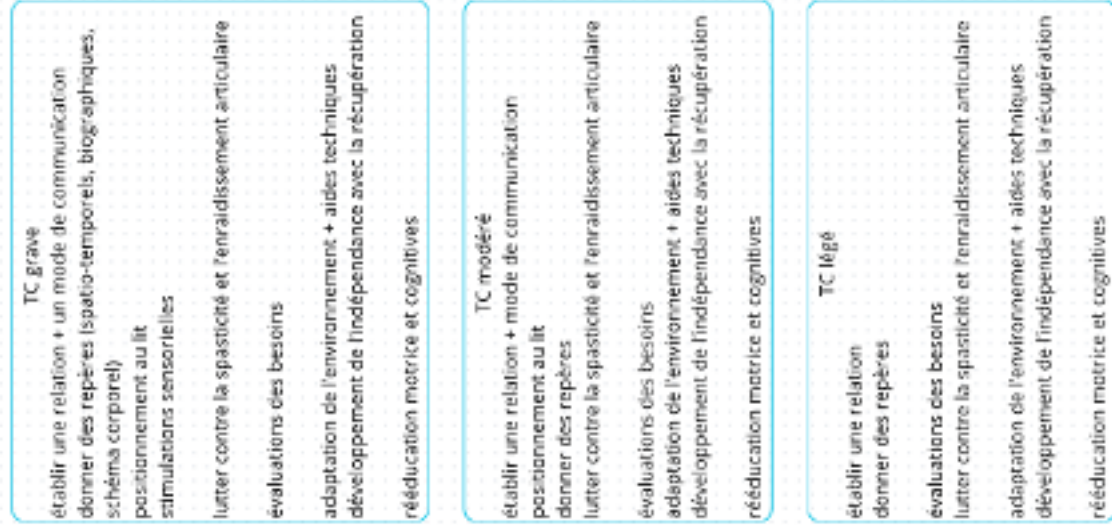 TC grave
établir une relation + un mode de communication
donner des repères (spatio-temporels, biographiques,
schéma corporel)
positionnement au lit
stimulations sensorielles
lutter contre la spasticité et l'enraidissement articulaire
évaluations des besoins
adaptation de l'environnement + aides techniques
développement de l'indépendance avec la récupération
rééducation motrice et cognitives
TC modéré
établir une relation + mode de communication
positionnement au lit
donner des repères
lutter contre la spasticité et l'enraidissement articulaire
évaluations des besoins
adaptation de l'environnement + aides techniques
développement de l'indépendance avec la récupération
rééducation motrice et cognitives
TC légé
établir une relation
donner des repères
évaluations des besoins
lutter contre la spasticité et l'enraidissement articulaire
adaptation de l'environnement + aides techniques
développement de l'indépendance avec la récupération
rééducation motrice et cognitives